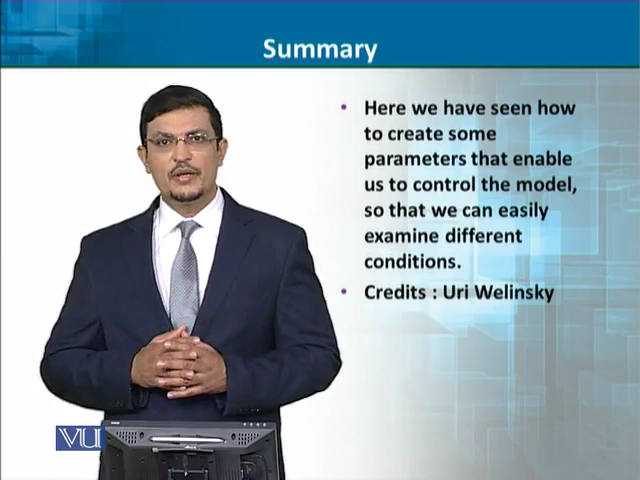 Summary
• Here we have seen how
to create some
parameters that enable
us to control the model,
so that we can easily
examine different
conditions.
• Credits : Uri Welinsky
VU